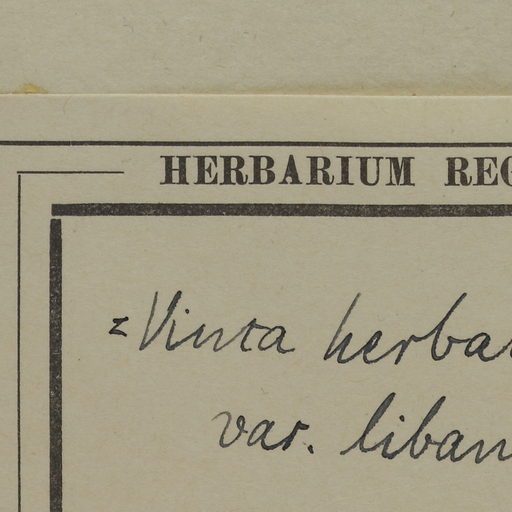 HERBARIUM REG
=Vinca herba
var. liban